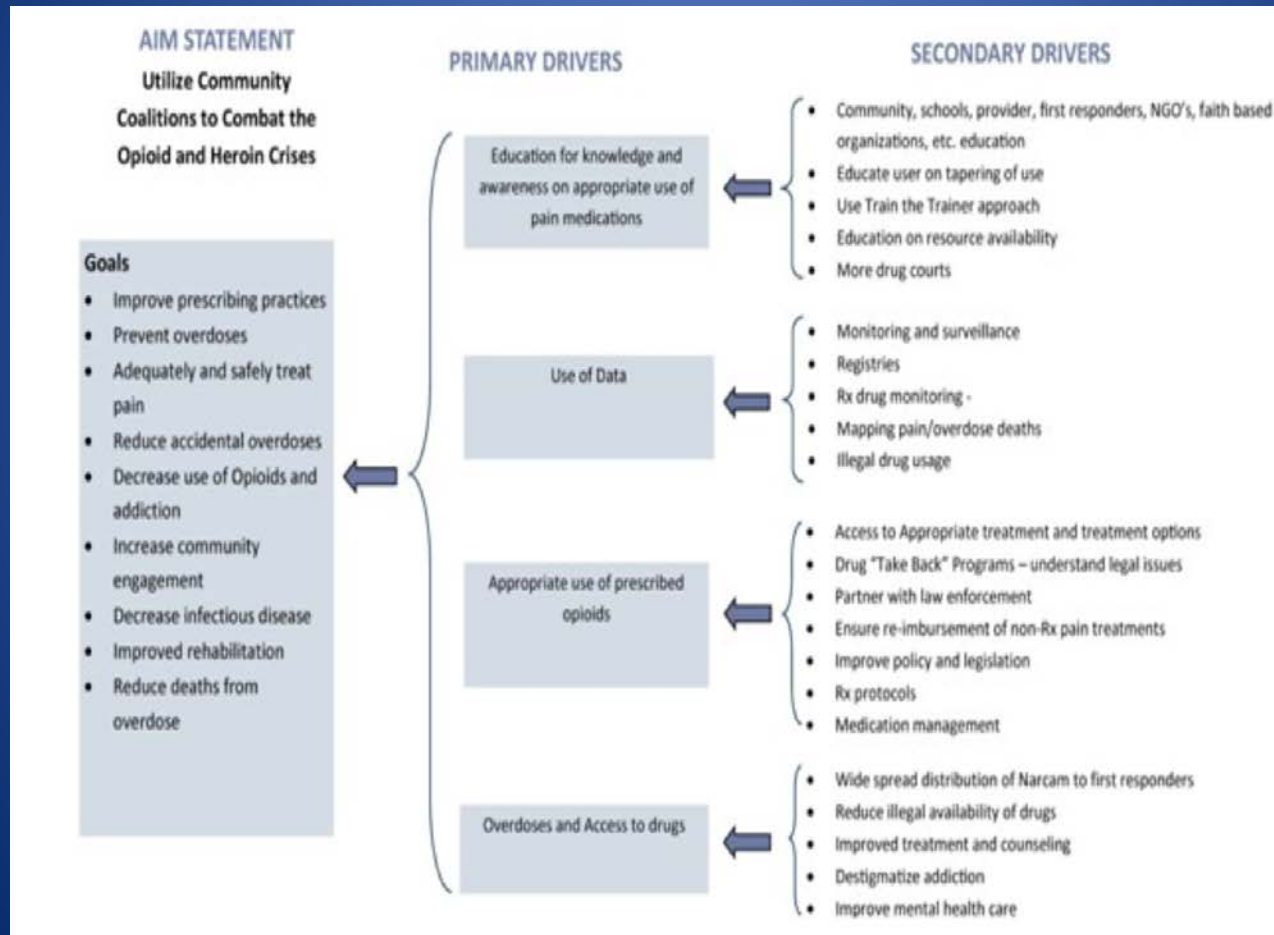 AIM STATEMENT
Utilize Community
Coalitions to Combat the
Opioid and Heroin Crises
Goals
• Improve prescribing practices
• Prevent overdoses
• Adequately and safely treat
pain
• Reduce accidental overdoses
• Decrease use of Opioids and
addiction
• Increase community
engagement
• Decrease infectious disease
• Improved rehabilitation
• Reduce deaths from
overdose
PRIMARY DRIVERS
Education for knowledge and
awareness on appropriate use of
pain medications
Use of Data
Appropriate use of prescribed
opioids
Overdoses and Access to drugs
SECONDARY DRIVERS
• Community, schools, provider, first responders, NGO's, faith based
organizations, etc. education
• Educate user on tapering of use
• Use Train the Trainer approach
• Education on resource availability
• More drug courts
• Monitoring and surveillance
• Registries
• Rx drug monitoring -
• Mapping pain/overdose deaths
• Illegal drug usage
• Access to Appropriate treatment and treatment options
• Drug "Take Back" Programs – understand legal issues
• Partner with law enforcement
• Ensure re-imbursement of non-Rx pain treatments
• Improve policy and legislation
• Rx protocols
• Medication management
• Wide spread distribution of Narcam to first responders
• Reduce illegal availability of drugs
• Improved treatment and counseling
• Destigmatize addiction
• Improve mental health care